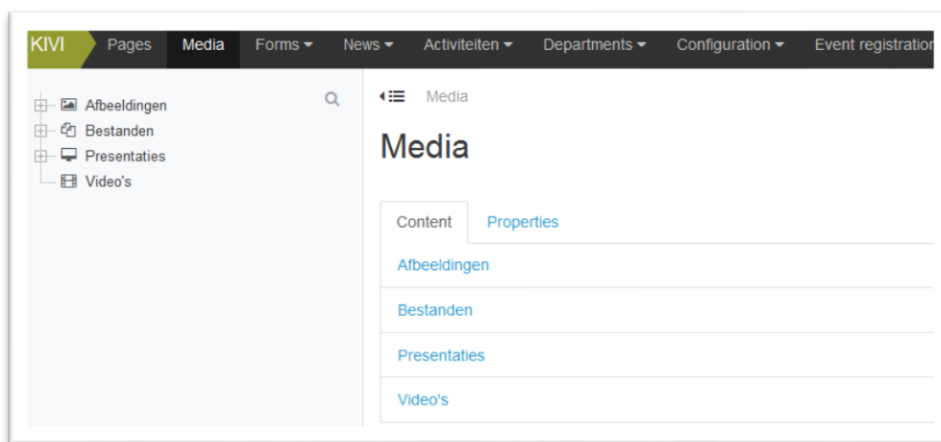 KIVI Pages Media Forms News Activiteiten Departments Configuration Event registration
Afbeeldingen
Bestanden
Presentaties
Video's
Media
Media
Content Properties
Afbeeldingen
Bestanden
Presentaties
Video's